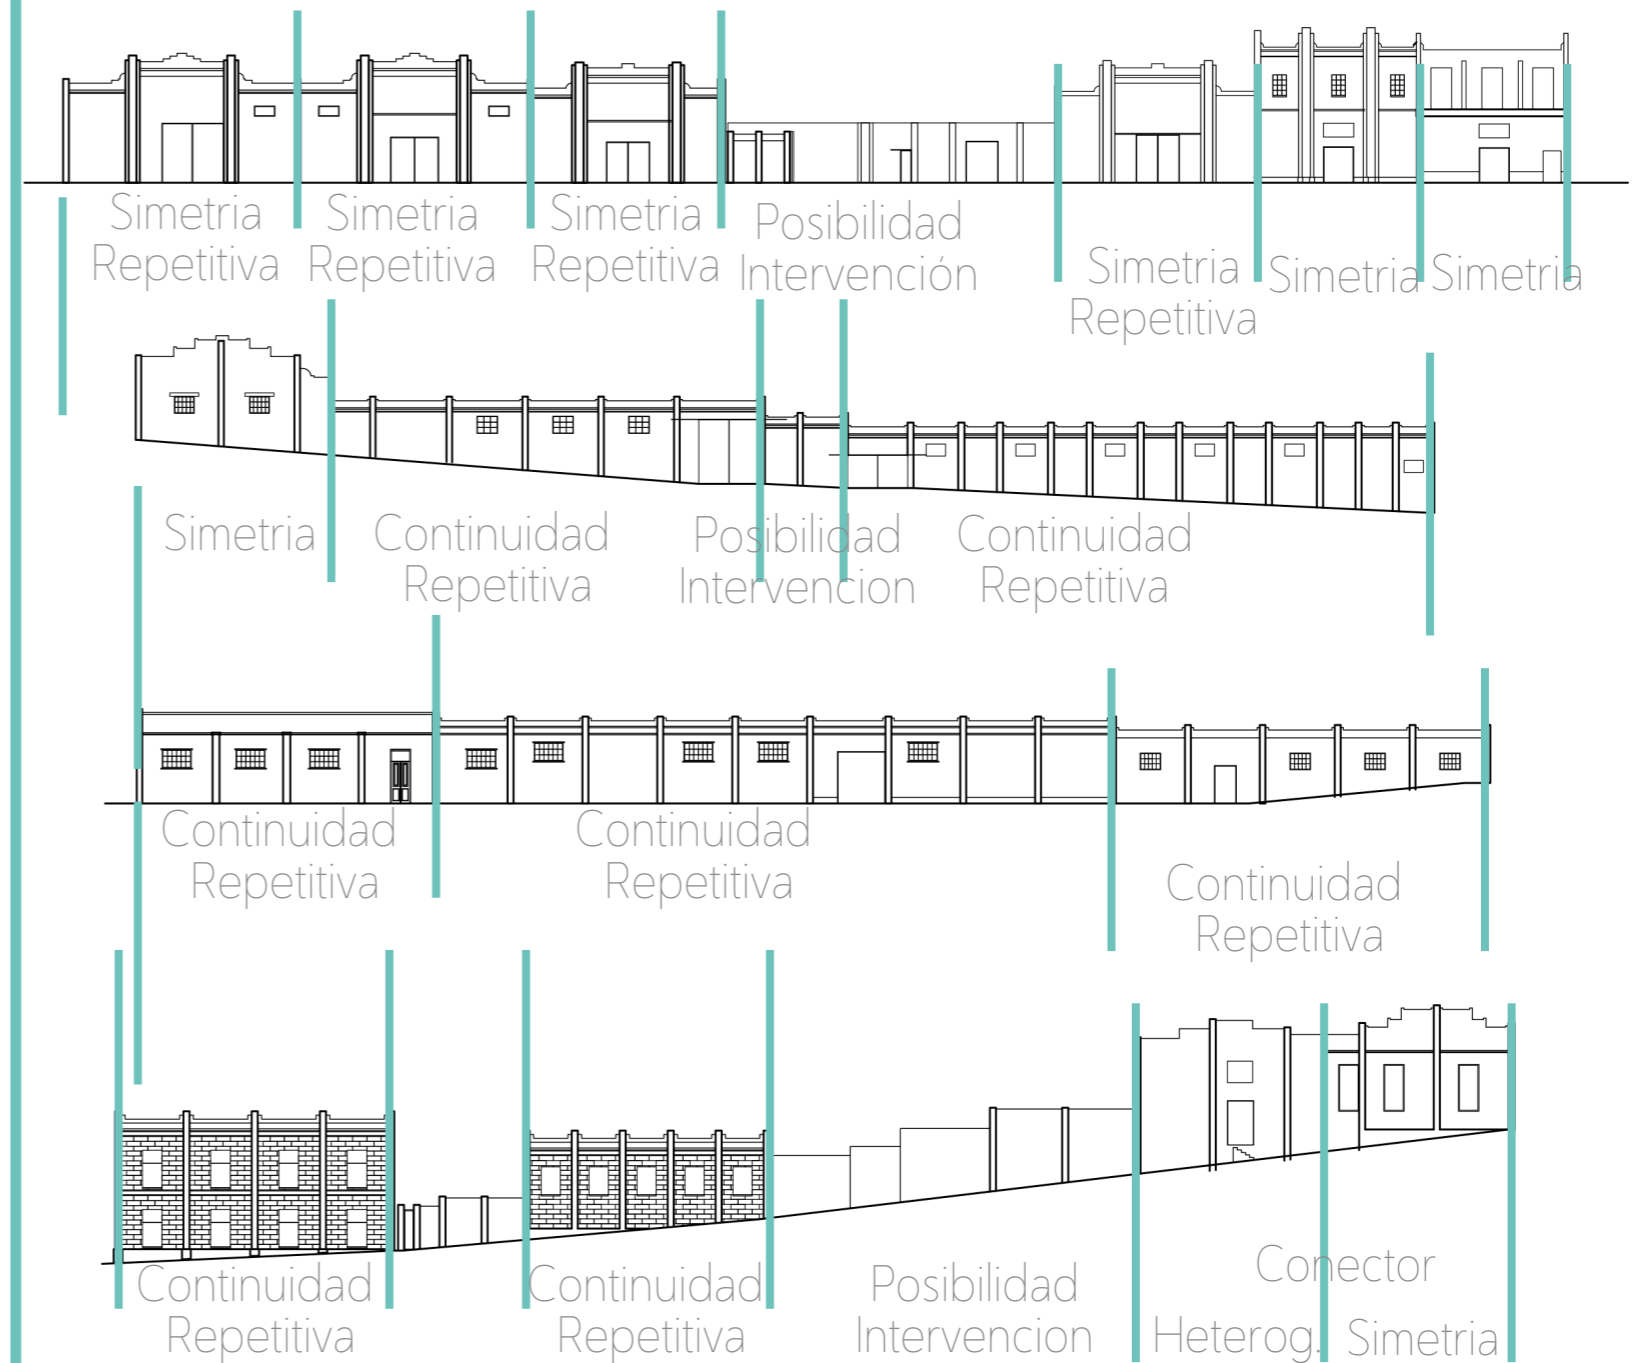 Simetria
Repetitiva
Simetria
Repetitiva
Simetria
Repetitiva
Posibilidad
Intervención
Simetria
Repetitiva
Simetria
Simetria
Simetria
Continuidad
Repetitiva
Posibilidad
Intervencion
Continuidad
Repetitiva
Continuidad
Repetitiva
Continuidad
Repetitiva
Continuidad
Repetitiva
Continuidad
Repetitiva
Continuidad
Repetitiva
Posibilidad
Intervencion
Conector
Heterog.
Simetria